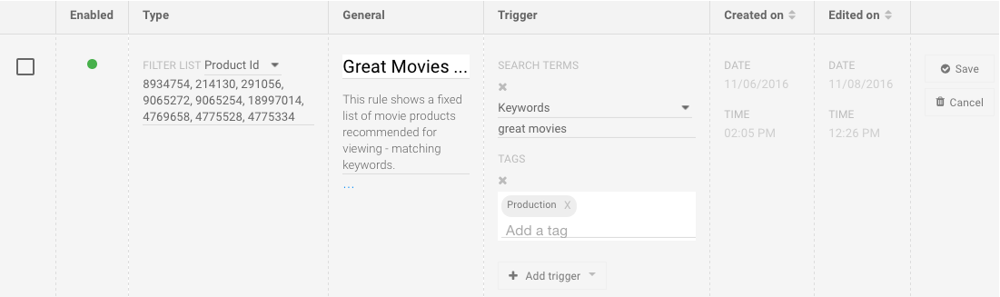 Enabled
Type
General
Trigger
Created on
Edited on
FILTER LIST Product Id
8934754, 214130, 291056,
9065272, 9065254, 18997014,
4769658, 4775528, 4775334
Great Movies ...
This rule shows a fixed
list of movie products
recommended for
viewing - matching
keywords.
...
SEARCH TERMS
Keywords
great movies
TAGS
Production X
Add a tag
Add trigger
DATE
11/06/2016
TIME
02:05 PM
DATE
11/08/2016
TIME
12:26 PM
Save
Cancel